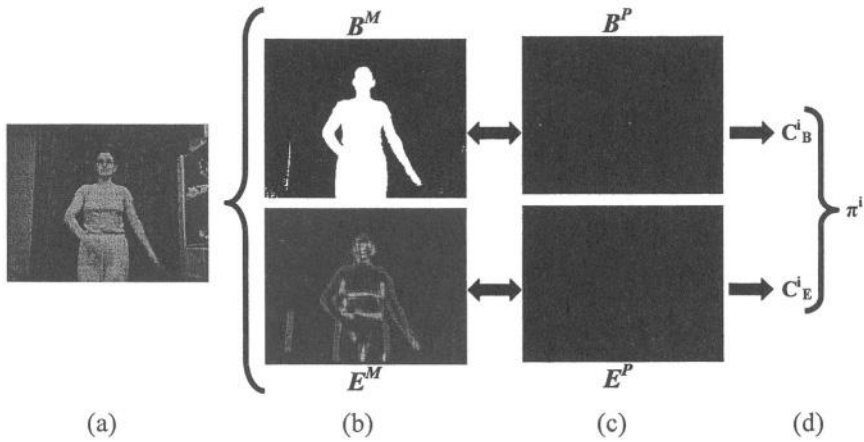 B^M
B^P
C^i_B
π^i
C^i_E
E^M
E^P
(a)
(b)
(c)
(d)